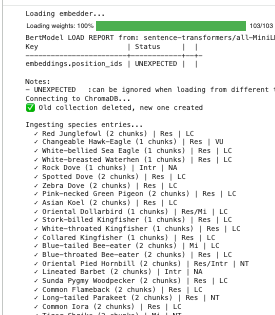 Loading embedder...
Loading weights: 100% 103/103
BertModel LOAD REPORT from: sentence-transformers/all-MiniL
Key | Status | |
------------------------+------------+--+-
embeddings.position_ids | UNEXPECTED | |
Notes:
- UNEXPECTED :can be ignored when loading from different t
Connecting to ChromaDB...
✅ Old collection deleted, new one created
Ingesting species entries...
✓ Red Junglefowl (2 chunks) | Res | LC
✓ Changeable Hawk-Eagle (1 chunks) | Res | VU
✓ White-bellied Sea Eagle (1 chunks) | Res | LC
✓ White-breasted Waterhen (1 chunks) | Res | LC
✓ Rock Dove (1 chunks) | Intr | NA
✓ Spotted Dove (2 chunks) | Res | LC
✓ Zebra Dove (2 chunks) | Res | LC
✓ Pink-necked Green Pigeon (2 chunks) | Res | LC
✓ Asian Koel (2 chunks) | Res | LC
✓ Oriental Dollarbird (1 chunks) | Res/Mi | LC
✓ Stork-billed Kingfisher (1 chunks) | Res | LC
✓ White-throated Kingfisher (1 chunks) | Res | LC
✓ Collared Kingfisher (1 chunks) | Res | LC
✓ Blue-tailed Bee-eater (2 chunks) | Mi | LC
✓ Blue-throated Bee-eater (2 chunks) | Res | LC
✓ Oriental Pied Hornbill (2 chunks) | Res/Intr | NT
✓ Lineated Barbet (2 chunks) | Intr | NA
✓ Sunda Pygmy Woodpecker (2 chunks) | Res | LC
✓ Common Flameback (2 chunks) | Res | LC
✓ Long-tailed Parakeet (2 chunks) | Res | NT
✓ Common Iora (2 chunks) | Res | LC